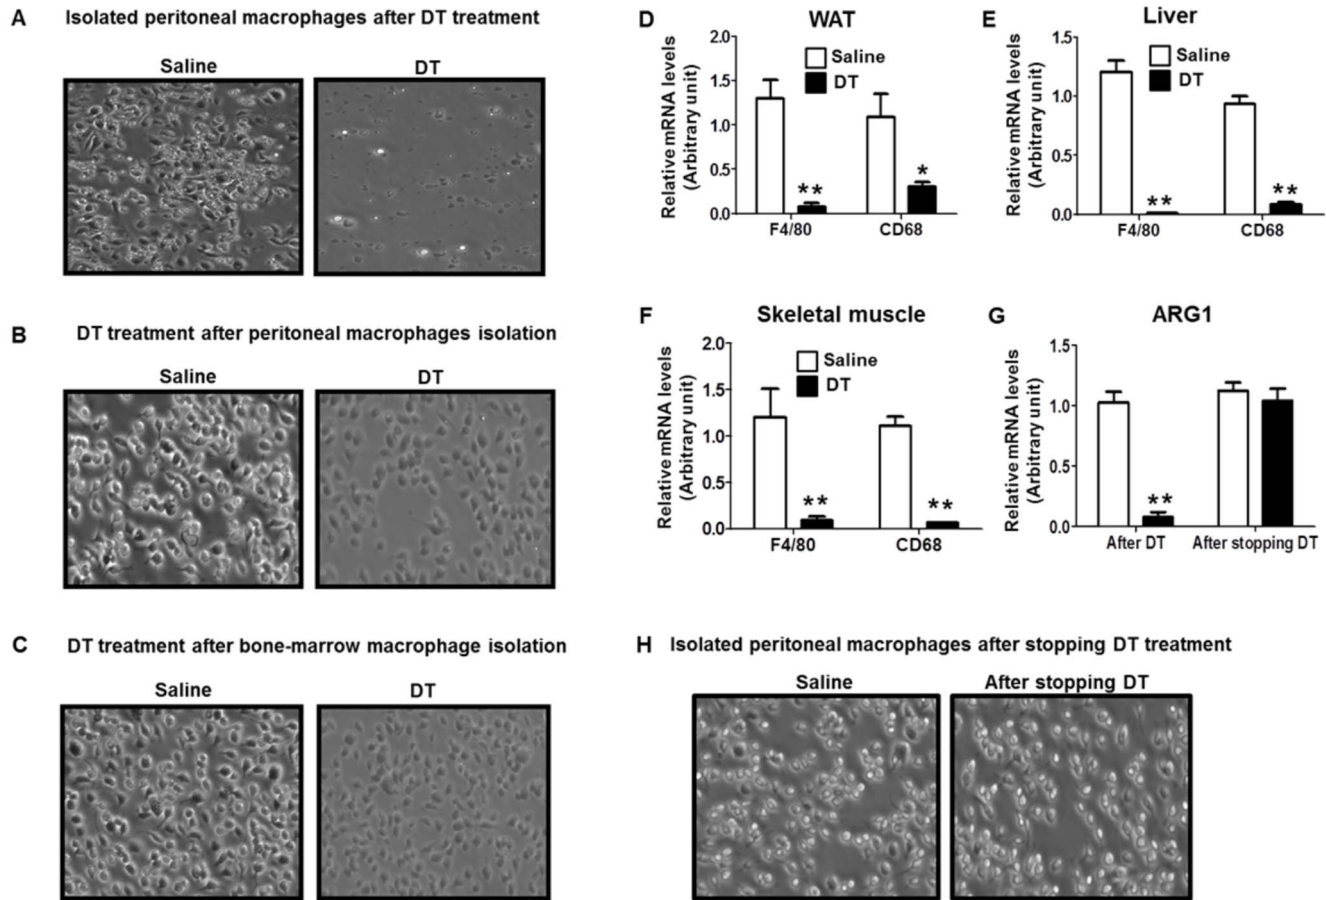 A Isolated peritoneal macrophages after DT treatment
Saline DT
B DT treatment after peritoneal macrophages isolation
Saline DT
C DT treatment after bone-marrow macrophage isolation
Saline DT
D WAT
Relative mRNA levels
(Arbitrary unit)
2.0
1.5
1.0
0.5
0.0
Saline
DT
**
*
F4/80 CD68
E Liver
Relative mRNA levels
(Arbitrary unit)
1.5
1.0
0.5
0.0
Saline
DT
**
**
F4/80 CD68
F Skeletal muscle
Relative mRNA levels
(Arbitrary unit)
2.0
1.5
1.0
0.5
0.0
Saline
DT
**
**
F4/80 CD68
G ARG1
Relative mRNA levels
(Arbitrary unit)
1.5
1.0
0.5
0.0
**
After DT After stopping DT
H Isolated peritoneal macrophages after stopping DT treatment
Saline After stopping DT